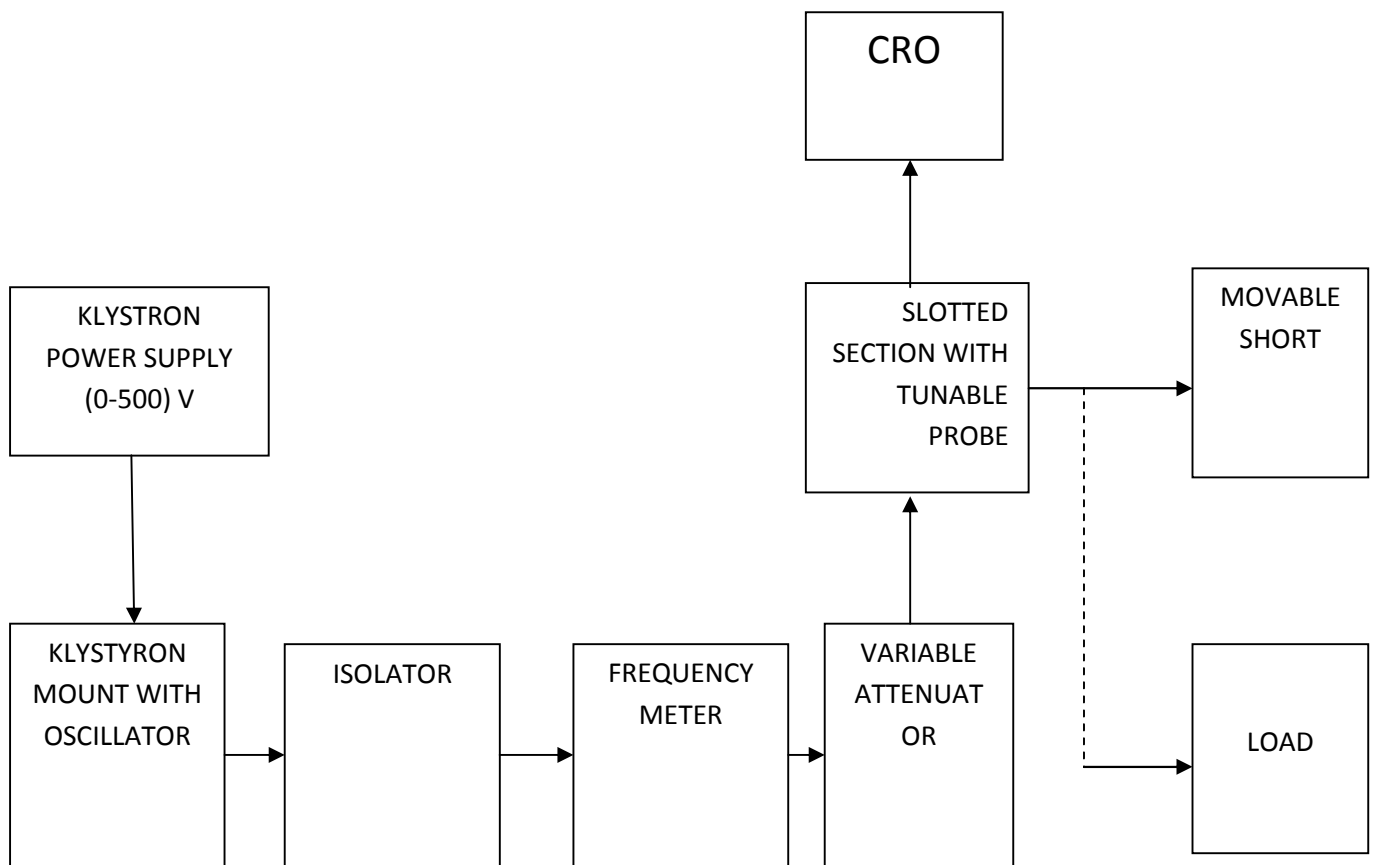 CRO
KLYSTRON
POWER SUPPLY
(0-500) V
SLOTTED
SECTION WITH
TUNABLE
PROBE
MOVABLE
SHORT
KLYSTYRON
MOUNT WITH
OSCILLATOR
ISOLATOR
FREQUENCY
METER
VARIABLE
ATTENUAT
OR
LOAD